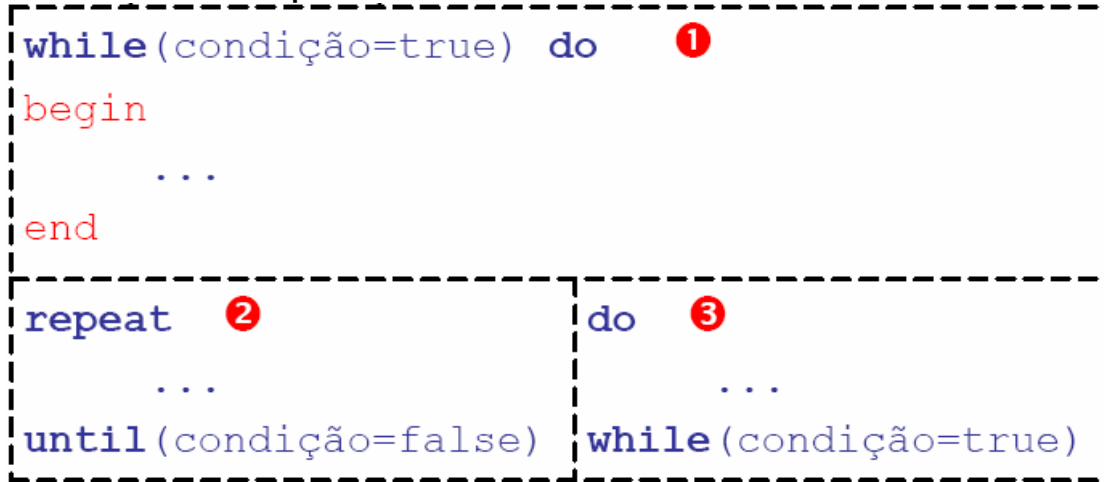 while(condição=true) do ❶
begin
...
end
repeat ❷
...
until(condição=false)
do ❸
...
while(condição=true)